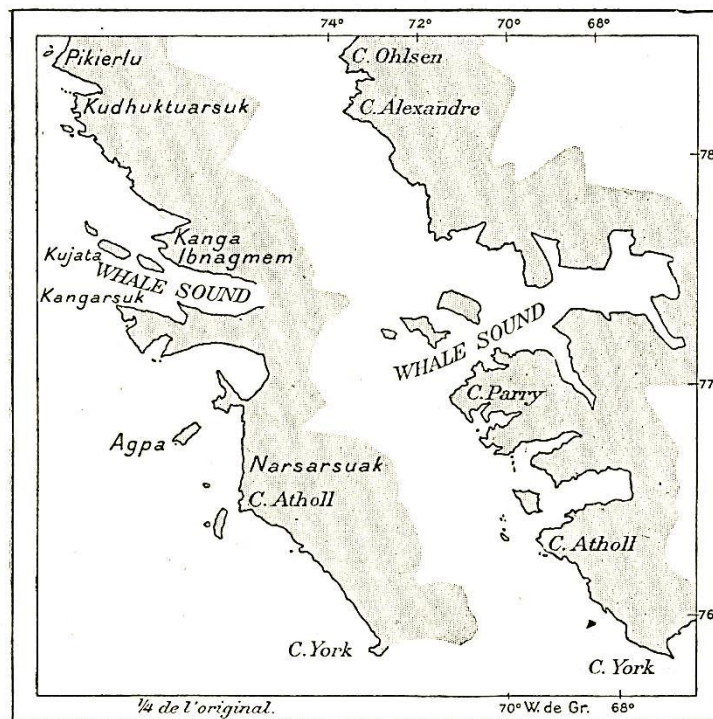 74° 72° 70° 68°
Pikierlu
C. Ohlsen
Kudhuktuarsuk
C. Alexandre
78
Kanga
Ibnagmem
Kujata
WHALE SOUND
Kangarsuk
WHALE SOUND
77
C. Parry
Agpa
Narsarsuak
C. Atholl
C. Atholl
76
C. York
C. York
¼ de l'original.
70° W. de Gr. 68°